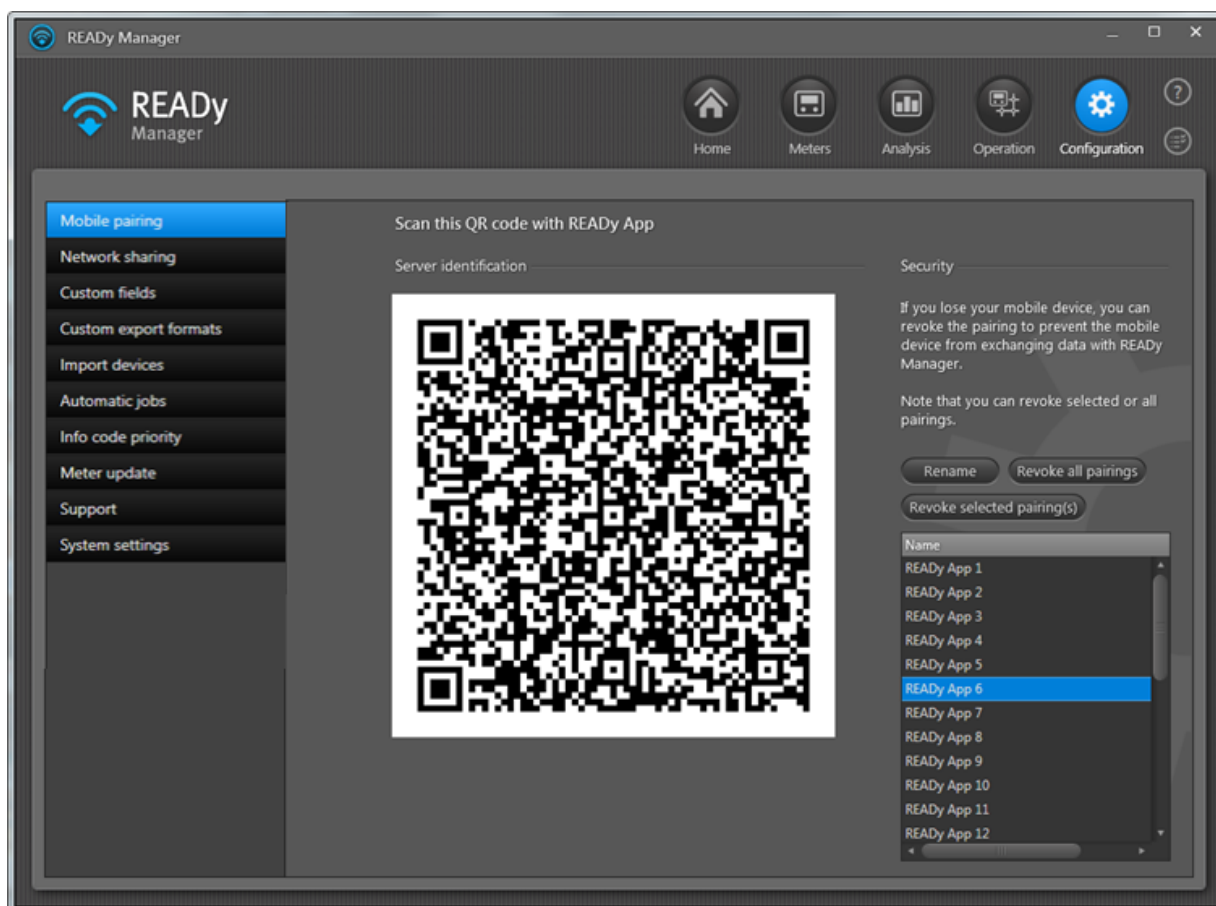 READy Manager
READy
Manager
Home
Meters
Analysis
Operation
Configuration
?
Mobile pairing
Network sharing
Custom fields
Custom export formats
Import devices
Automatic jobs
Info code priority
Meter update
Support
System settings
Scan this QR code with READy App
Server identification
Security
If you lose your mobile device, you can
revoke the pairing to prevent the mobile
device from exchanging data with READy
Manager.
Note that you can revoke selected or all
pairings.
Rename
Revoke all pairings
Revoke selected pairing(s)
Name
READy App 1
READy App 2
READy App 3
READy App 4
READy App 5
READy App 6
READy App 7
READy App 8
READy App 9
READy App 10
READy App 11
READy App 12